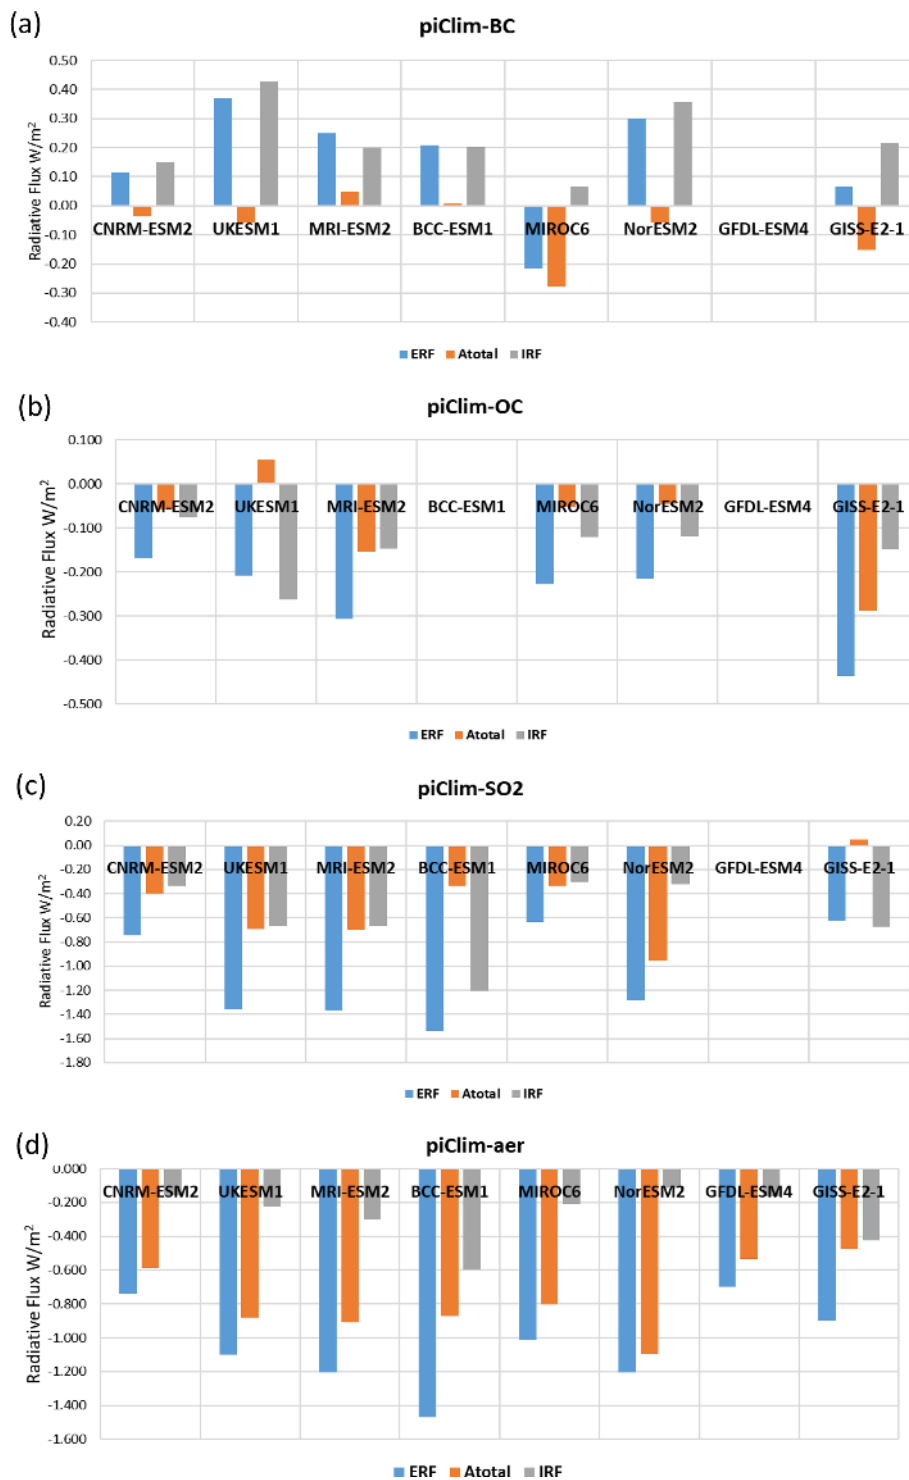 (a)
piClim-BC
Radiative Flux W/m²
0.50
0.40
0.30
0.20
0.10
0.00
-0.10
-0.20
-0.30
-0.40
CNRM-ESM2 UKESM1 MRI-ESM2 BCC-ESM1 MIROC6 NorESM2 GFDL-ESM4 GISS-E2-1
ERF Atotal IRF
(b)
piClim-OC
Radiative Flux W/m²
0.100
0.000
-0.100
-0.200
-0.300
-0.400
-0.500
CNRM-ESM2 UKESM1 MRI-ESM2 BCC-ESM1 MIROC6 NorESM2 GFDL-ESM4 GISS-E2-1
ERF Atotal IRF
(c)
piClim-SO2
Radiative Flux W/m²
0.20
0.00
-0.20
-0.40
-0.60
-0.80
-1.00
-1.20
-1.40
-1.60
-1.80
CNRM-ESM2 UKESM1 MRI-ESM2 BCC-ESM1 MIROC6 NorESM2 GFDL-ESM4 GISS-E2-1
ERF Atotal IRF
(d)
piClim-aer
Radiative Flux W/m²
0.000
-0.200
-0.400
-0.600
-0.800
-1.000
-1.200
-1.400
-1.600
CNRM-ESM2 UKESM1 MRI-ESM2 BCC-ESM1 MIROC6 NorESM2 GFDL-ESM4 GISS-E2-1
ERF Atotal IRF